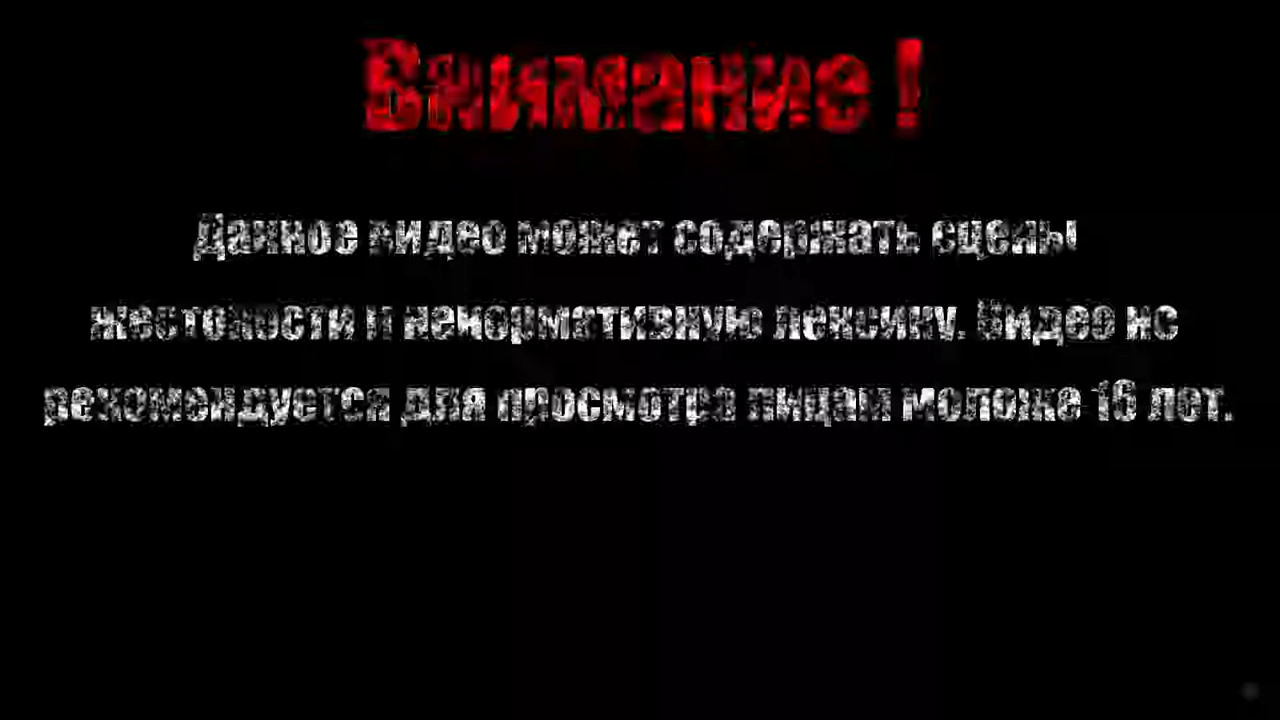 Внимание !
Данное видео может содержать сцены
жестокости и ненормативную лексику. Видео не
рекомендуется для просмотра лицам моложе 16 лет.